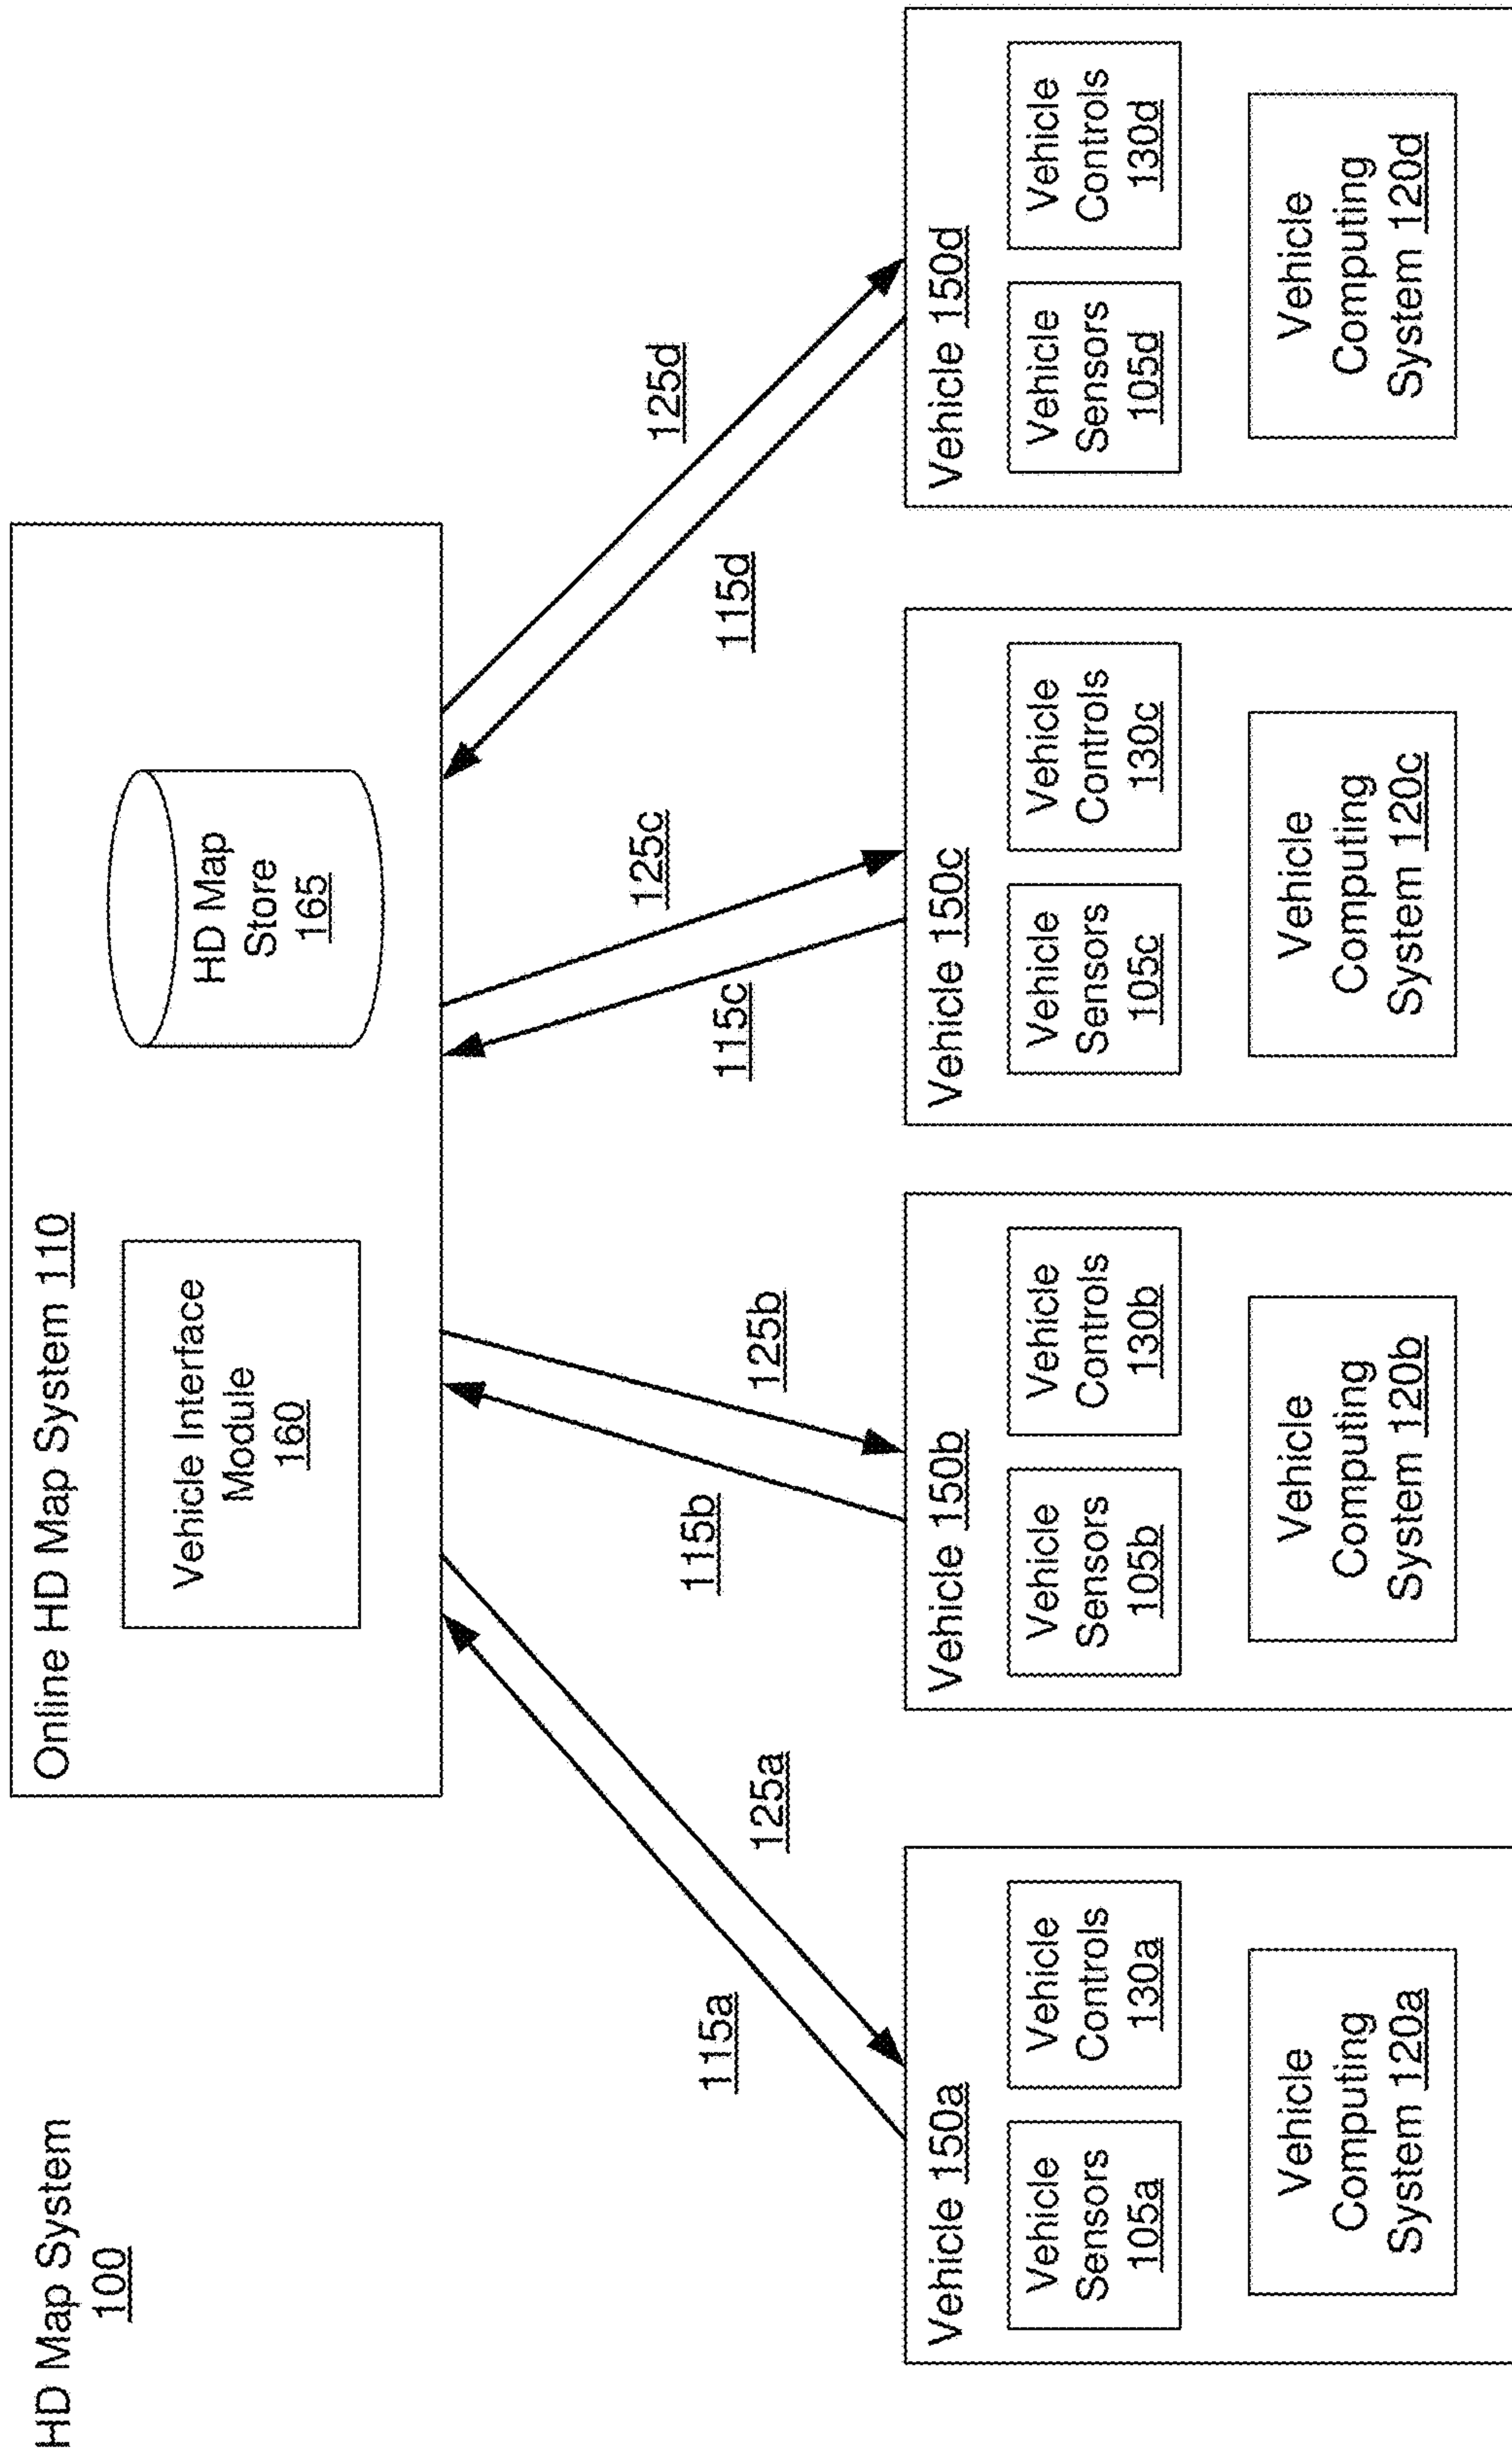 HD Map System
100
Online HD Map System 110
Vehicle Interface
Module
160
HD Map
Store
165
115a
125a
115b
125b
115c
125c
115d
125d
Vehicle 150a
Vehicle
Sensors
105a
Vehicle
Controls
130a
Vehicle
Computing
System 120a
Vehicle 150b
Vehicle
Sensors
105b
Vehicle
Controls
130b
Vehicle
Computing
System 120b
Vehicle 150c
Vehicle
Sensors
105c
Vehicle
Controls
130c
Vehicle
Computing
System 120c
Vehicle 150d
Vehicle
Sensors
105d
Vehicle
Controls
130d
Vehicle
Computing
System 120d